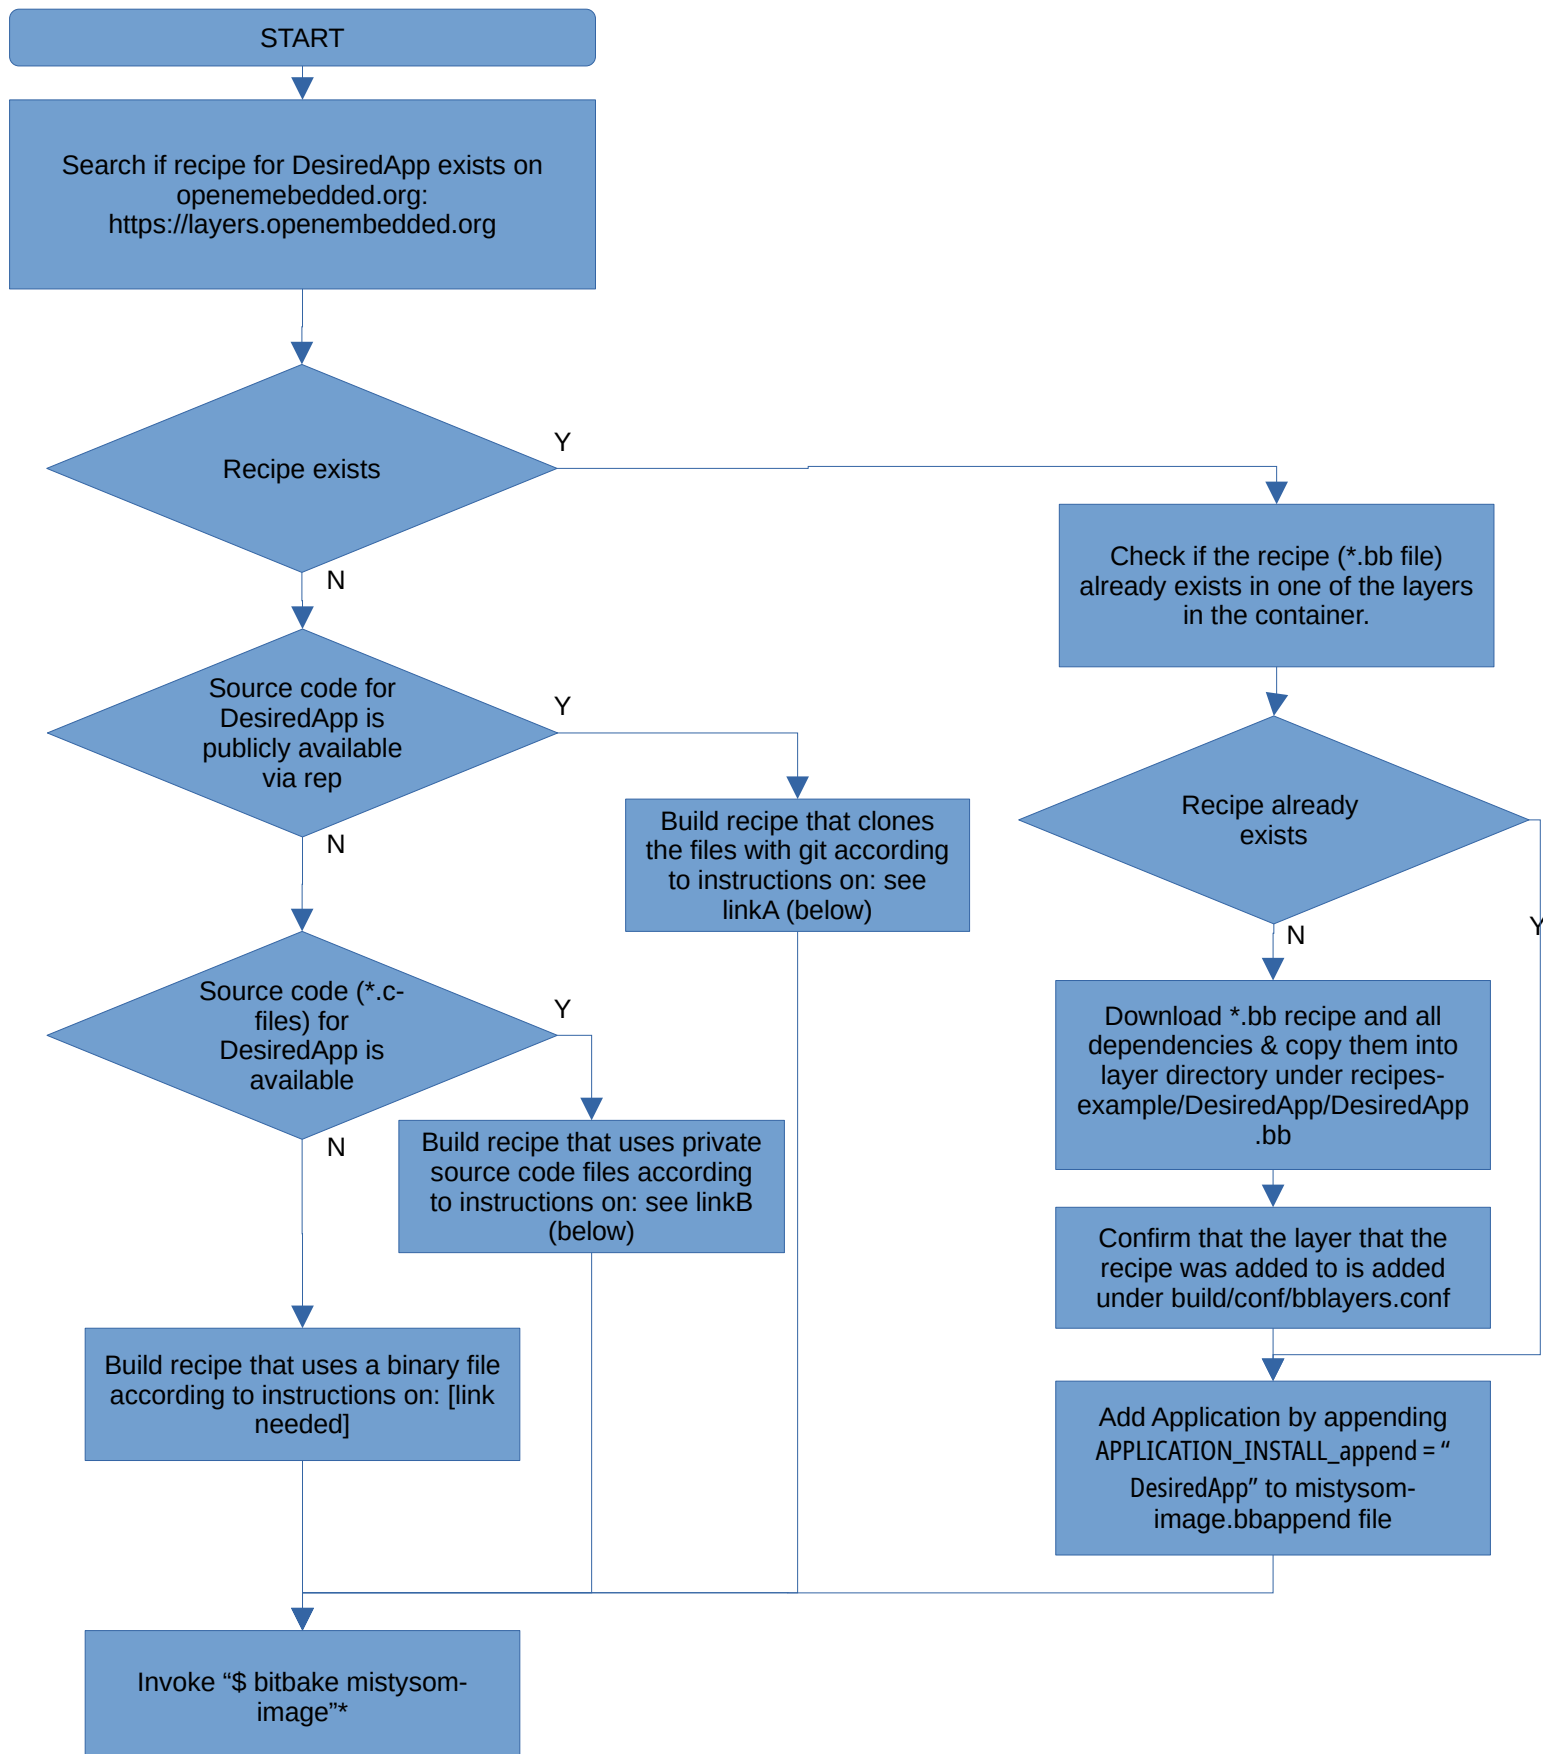 START
Search if recipe for DesiredApp exists on
openemebedded.org:
https://layers.openembedded.org
Recipe exists
Y
N
Check if the recipe (*.bb file)
already exists in one of the layers
in the container.
Source code for
DesiredApp is
publicly available
via rep
Y
N
Build recipe that clones
the files with git according
to instructions on: see
linkA (below)
Recipe already
exists
Y
N
Source code (*.c-
files) for
DesiredApp is
available
Y
N
Download *.bb recipe and all
dependencies & copy them into
layer directory under recipes-
example/DesiredApp/DesiredApp
.bb
Build recipe that uses private
source code files according
to instructions on: see linkB
(below)
Confirm that the layer that the
recipe was added to is added
under build/conf/bblayers.conf
Build recipe that uses a binary file
according to instructions on: [link
needed]
Add Application by appending
APPLICATION_INSTALL_append = “
DesiredApp” to mistysom-
image.bbappend file
Invoke “$ bitbake mistysom-
image”*